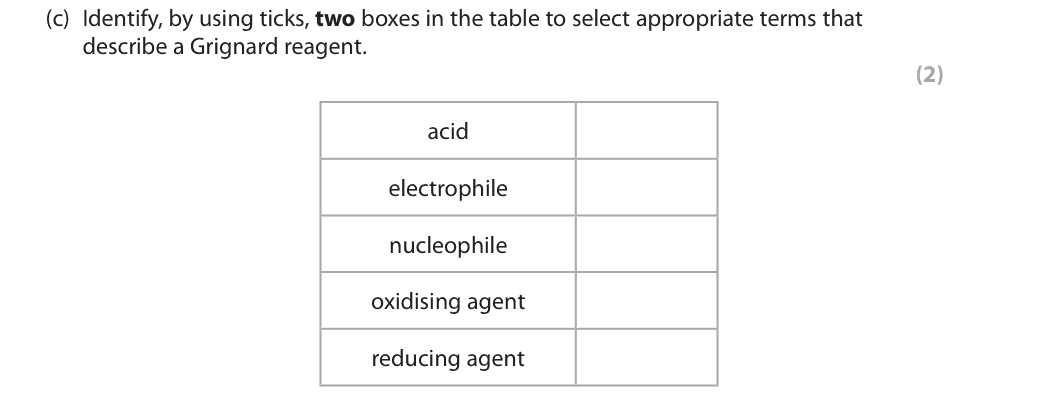 (c) Identify, by using ticks, two boxes in the table to select appropriate terms that
describe a Grignard reagent.
(2)
acid
electrophile
nucleophile
oxidising agent
reducing agent